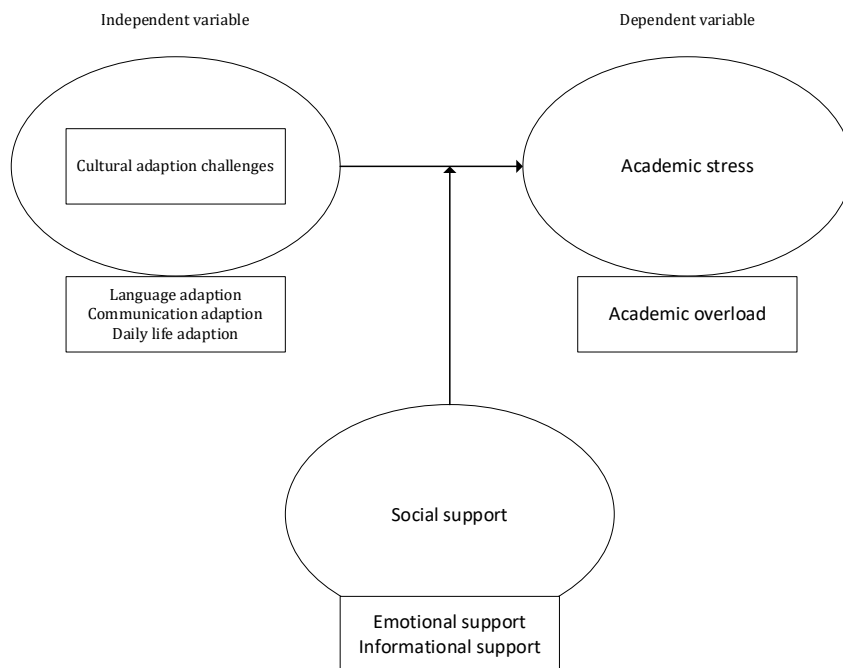 Independent variable
Dependent variable
Cultural adaption challenges
Academic stress
Language adaption
Communication adaption
Daily life adaption
Academic overload
Social support
Emotional support
Informational support